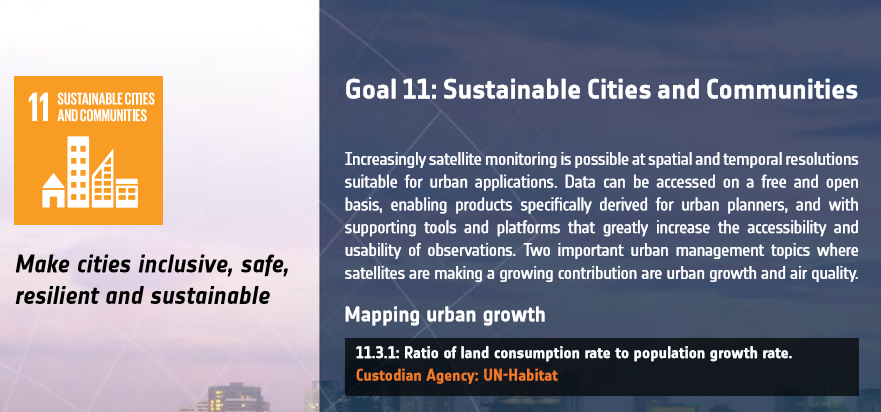 11 SUSTAINABLE CITIES
AND COMMUNITIES
Make cities inclusive, safe,
resilient and sustainable
Goal 11: Sustainable Cities and Communities
Increasingly satellite monitoring is possible at spatial and temporal resolutions
suitable for urban applications. Data can be accessed on a free and open
basis, enabling products specifically derived for urban planners, and with
supporting tools and platforms that greatly increase the accessibility and
usability of observations. Two important urban management topics where
satellites are making a growing contribution are urban growth and air quality.
Mapping urban growth
11.3.1: Ratio of land consumption rate to population growth rate.
Custodian Agency: UN-Habitat